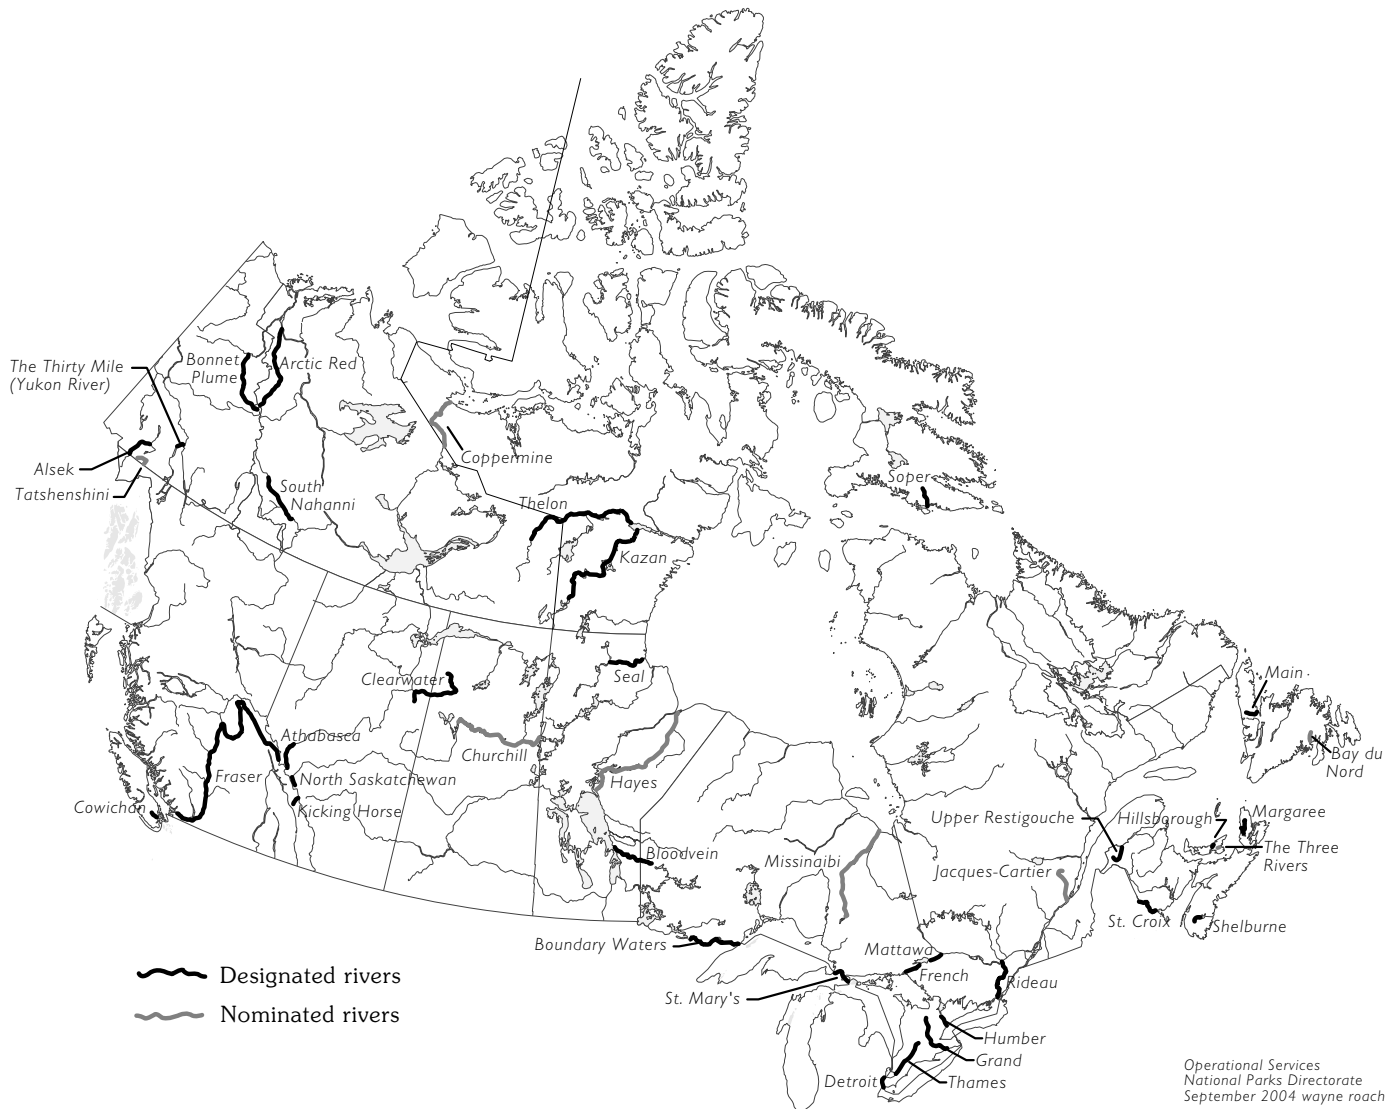 The Thirty Mile
(Yukon River)
Bonnet
Plume
Arctic Red
Alsek
Tatshenshini
South
Nahanni
Coppermine
Thelon
Kazan
Soper
Clearwater
Seal
Churchill
Hayes
Athabasca
Fraser
North Saskatchewan
Kicking Horse
Cowichan
Bloodvein
Missinaibi
Main
Bay du
Nord
Upper Restigouche
Hillsborough
Margaree
The Three
Rivers
Jacques-Cartier
St. Croix
Shelburne
Boundary Waters
Mattawa
French
Rideau
St. Mary's
Humber
Grand
Thames
Detroit
Designated rivers
Nominated rivers
Operational Services
National Parks Directorate
September 2004 wayne roach